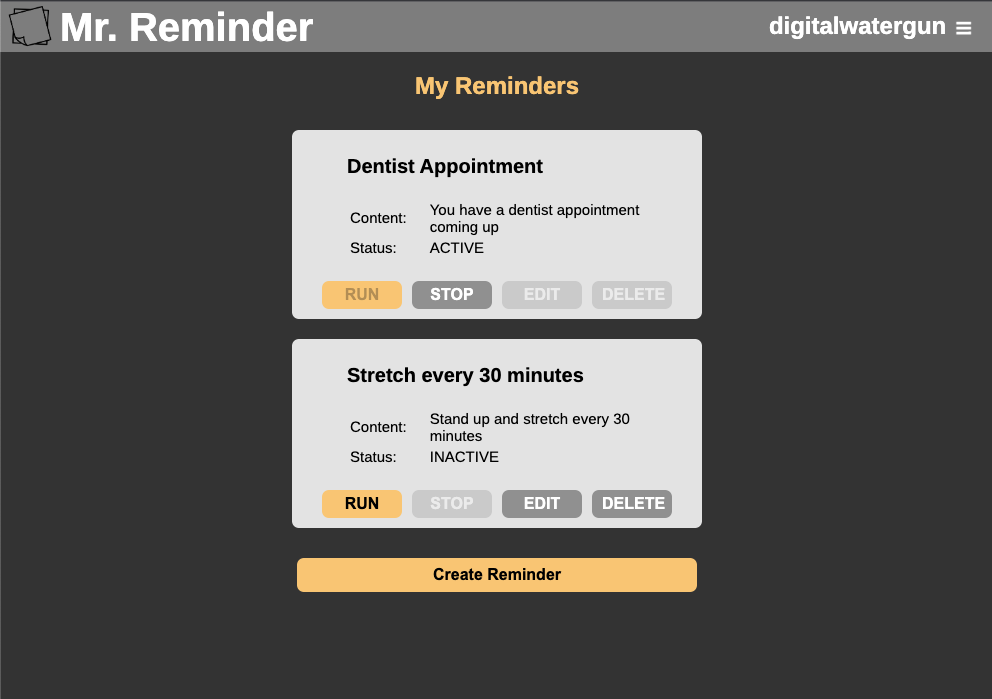 Mr. Reminder
digitalwatergun
My Reminders
Dentist Appointment
Content: You have a dentist appointment
coming up
Status: ACTIVE
RUN STOP EDIT DELETE
Stretch every 30 minutes
Content: Stand up and stretch every 30
minutes
Status: INACTIVE
RUN STOP EDIT DELETE
Create Reminder